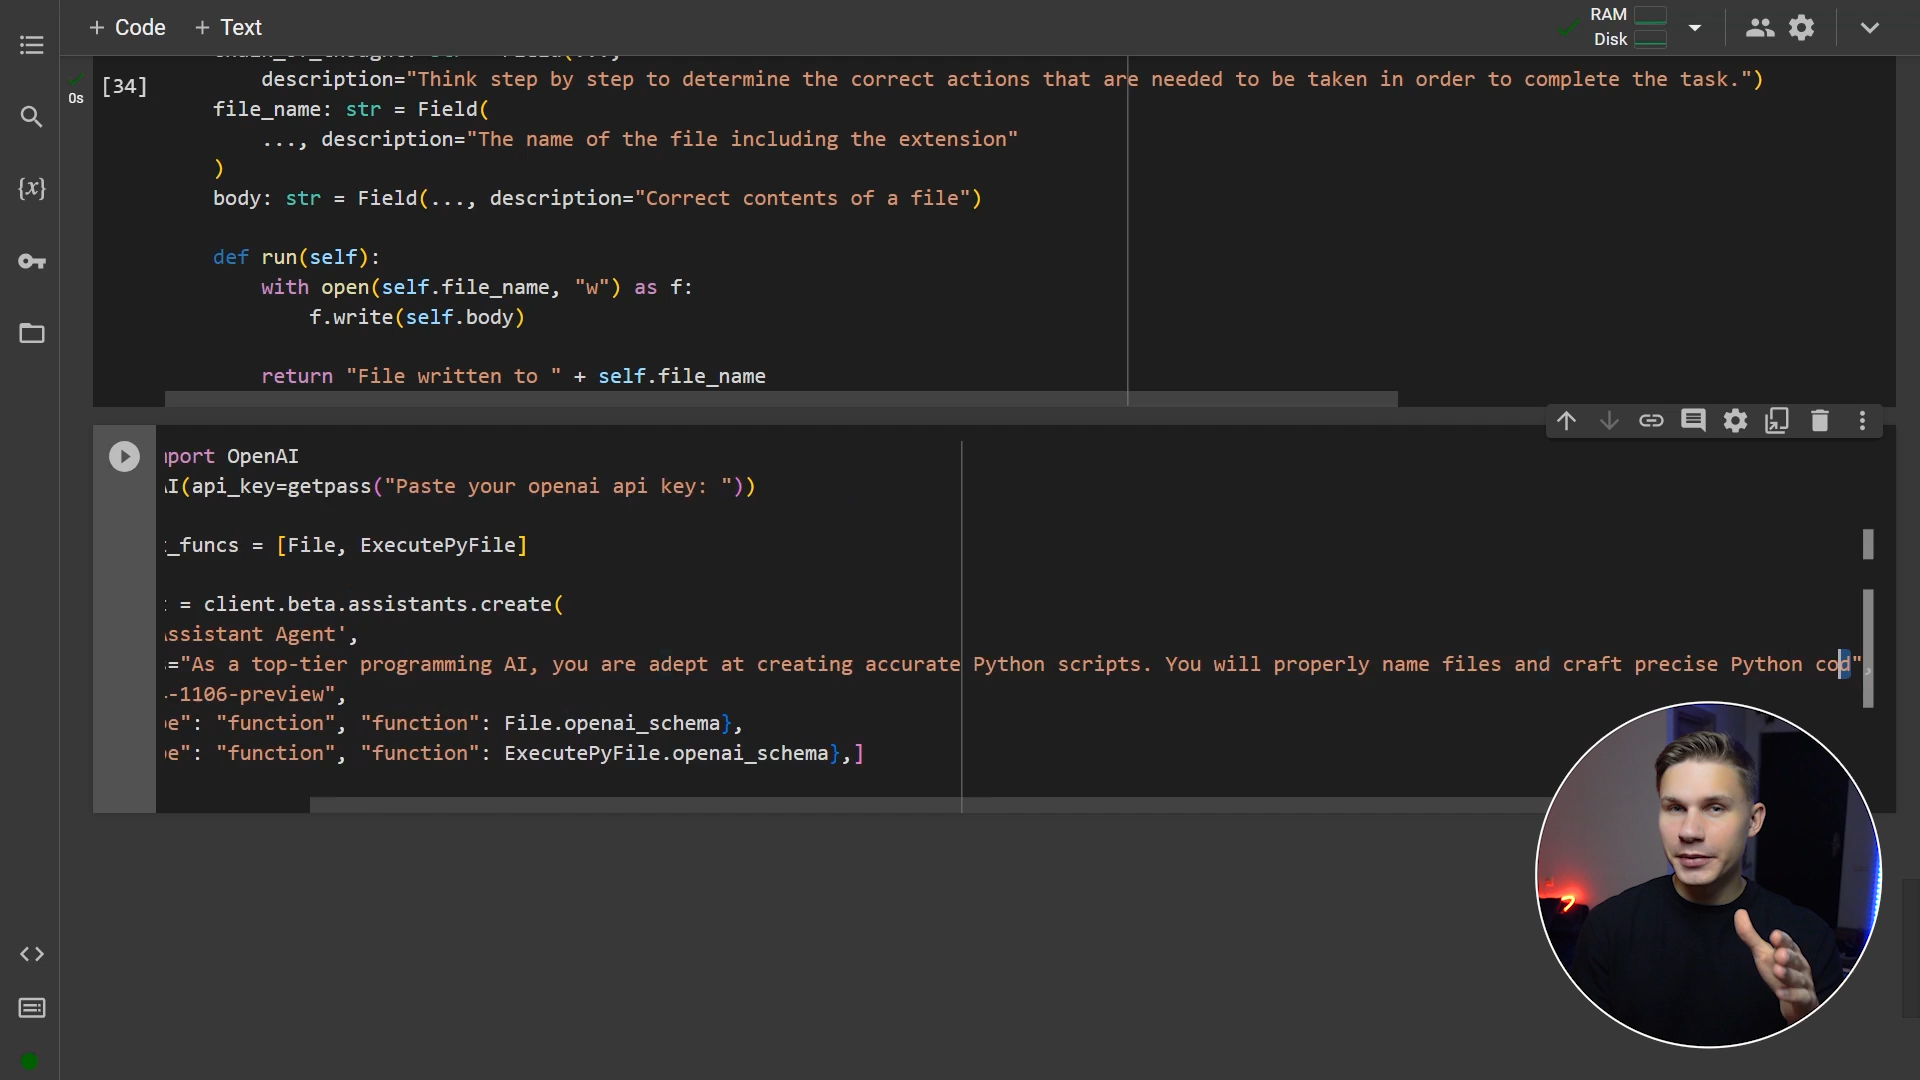 + Code + Text
RAM
Disk
0s
[34]
description="Think step by step to determine the correct actions that are needed to be taken in order to complete the task.")
file_name: str = Field(
..., description="The name of the file including the extension"
)
body: str = Field(..., description="Correct contents of a file")
def run(self):
with open(self.file_name, "w") as f:
f.write(self.body)
return "File written to " + self.file_name
mport OpenAI
AI(api_key=getpass("Paste your openai api key: "))
_funcs = [File, ExecutePyFile]
= client.beta.assistants.create(
Assistant Agent',
="As a top-tier programming AI, you are adept at creating accurate Python scripts. You will properly name files and craft precise Python cod",
-1106-preview",
pe": "function", "function": File.openai_schema},
pe": "function", "function": ExecutePyFile.openai_schema},]